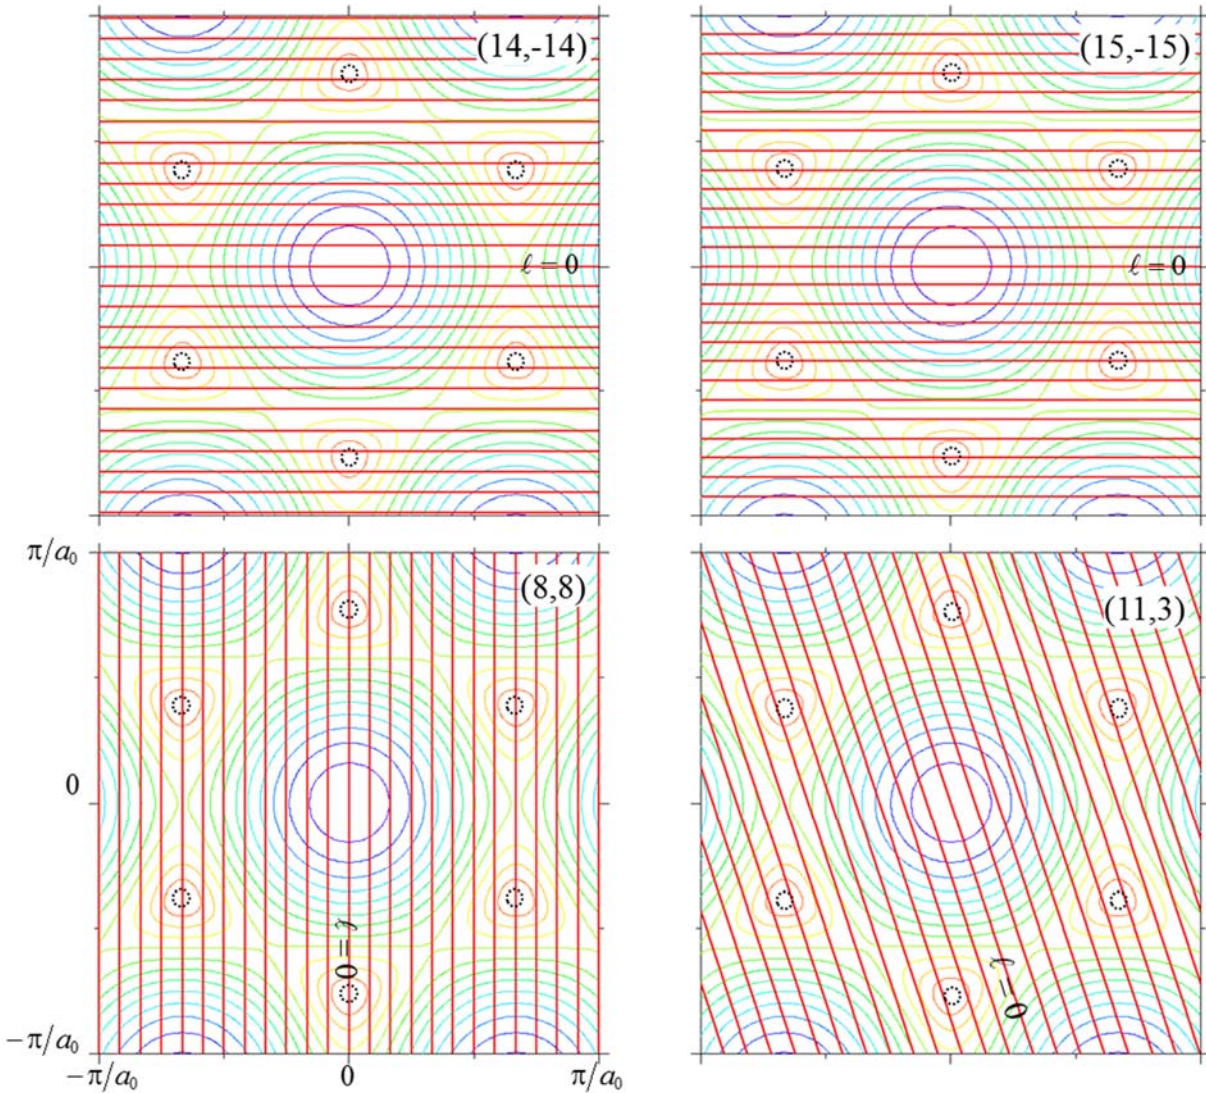 (14,-14)
(15,-15)
ℓ = 0
ℓ = 0
π/a₀
(8,8)
(11,3)
0
ℓ = 0
ℓ = 0
−π/a₀
−π/a₀
0
π/a₀